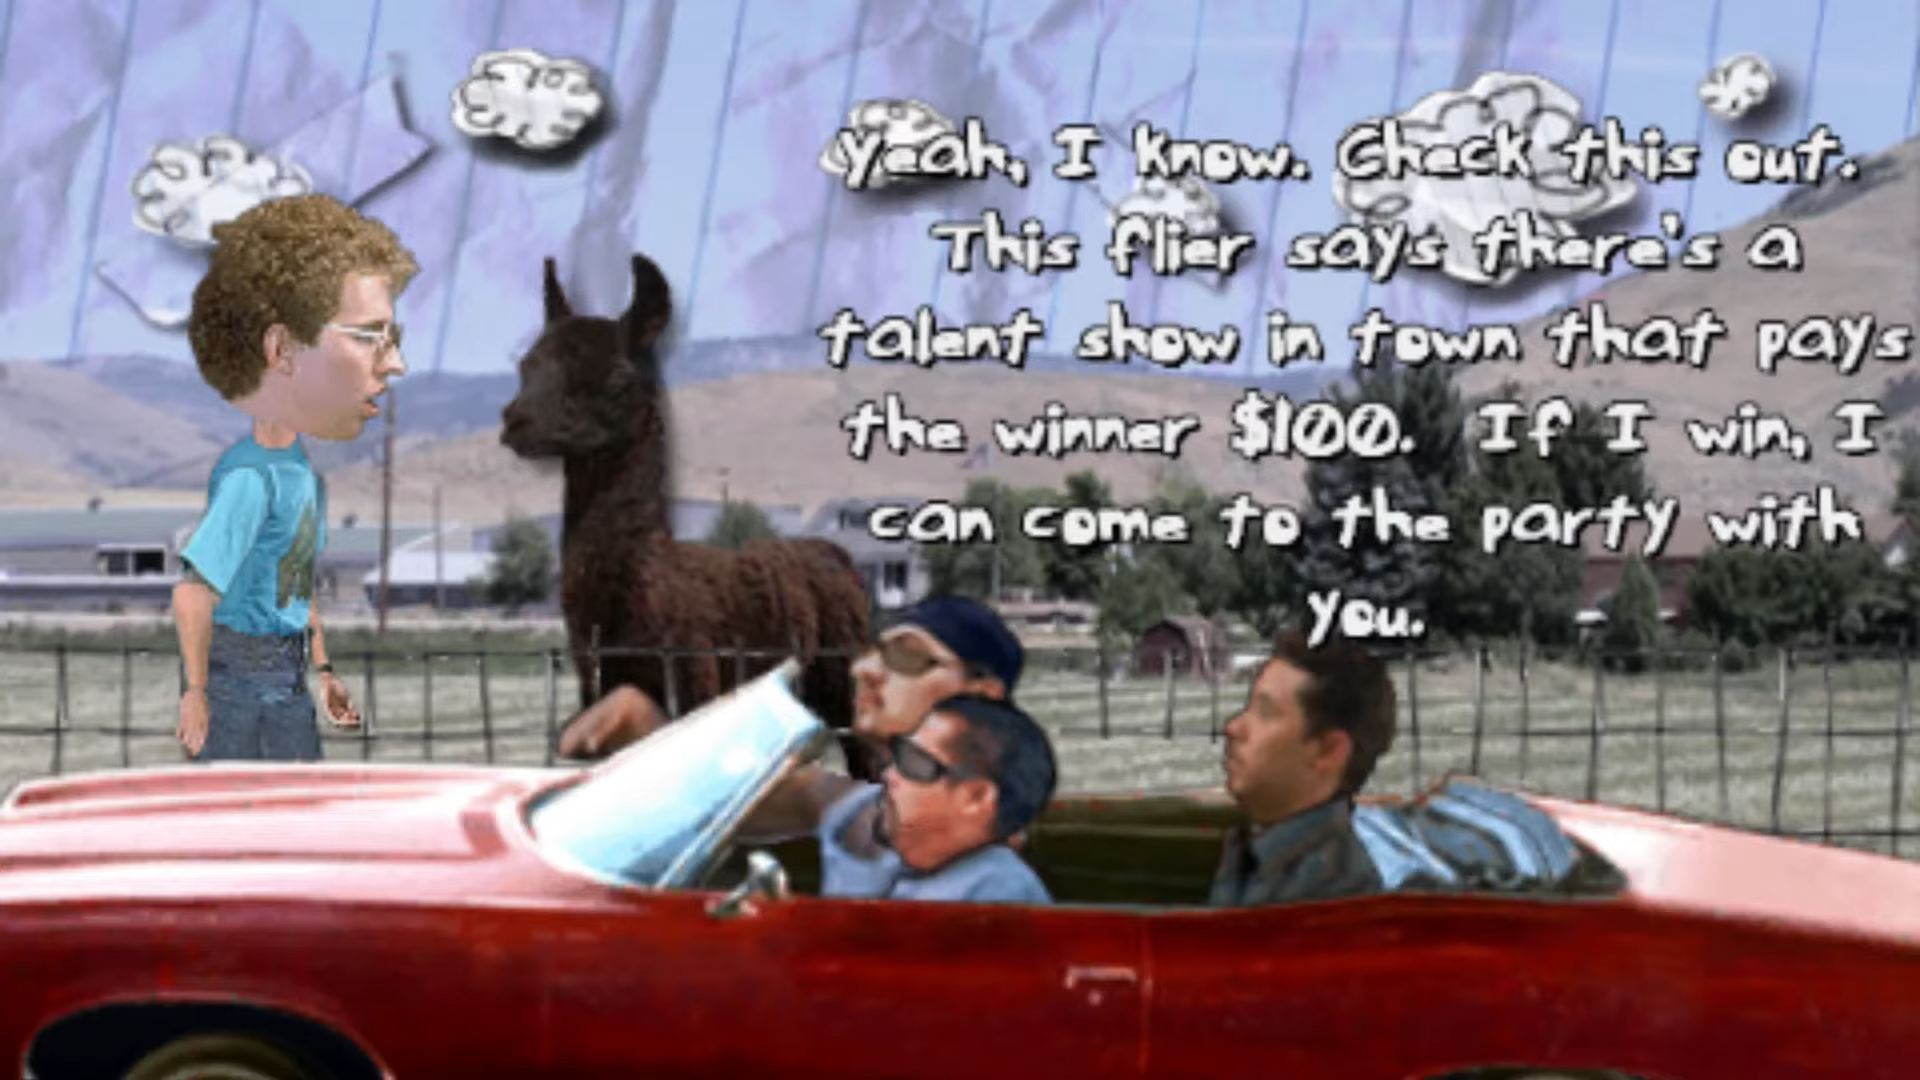 Yeah, I know. Check this out.
This flier says there's a
talent show in town that pays
the winner $100. If I win, I
can come to the party with
you.